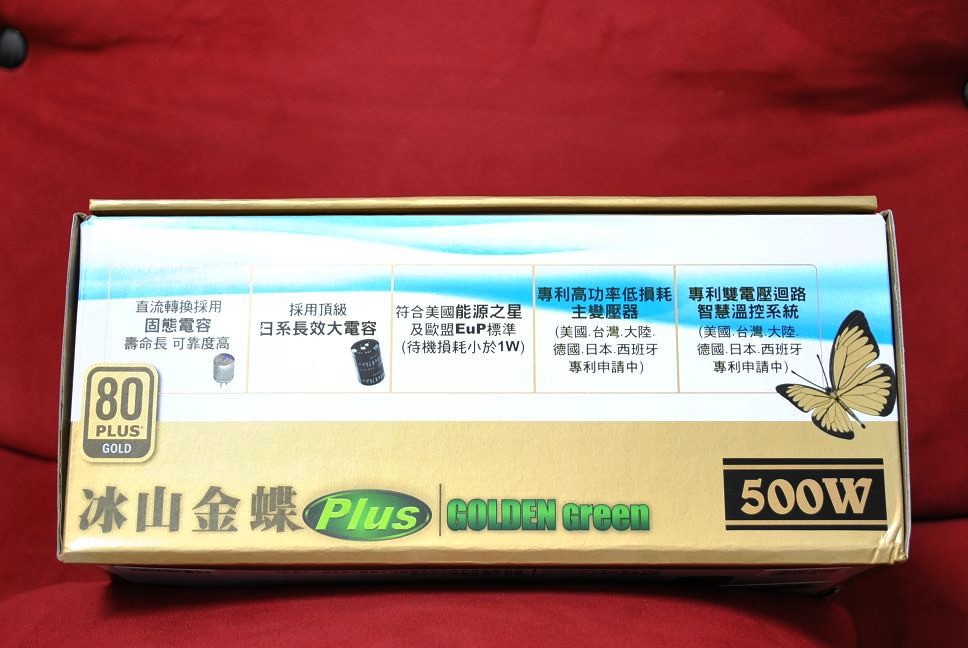 直流轉換採用
固態電容
壽命長 可靠度高
採用頂級
日系長效大電容
符合美國能源之星
及歐盟EuP標準
(待機損耗小於1W)
專利高功率低損耗
主變壓器
(美國.台灣.大陸.
德國.日本.西班牙
專利申請中)
專利雙電壓迴路
智慧溫控系統
(美國.台灣.大陸.
德國.日本.西班牙
專利申請中)
80
PLUS
GOLD
冰山金蝶 Plus GOLDEN Green
500W